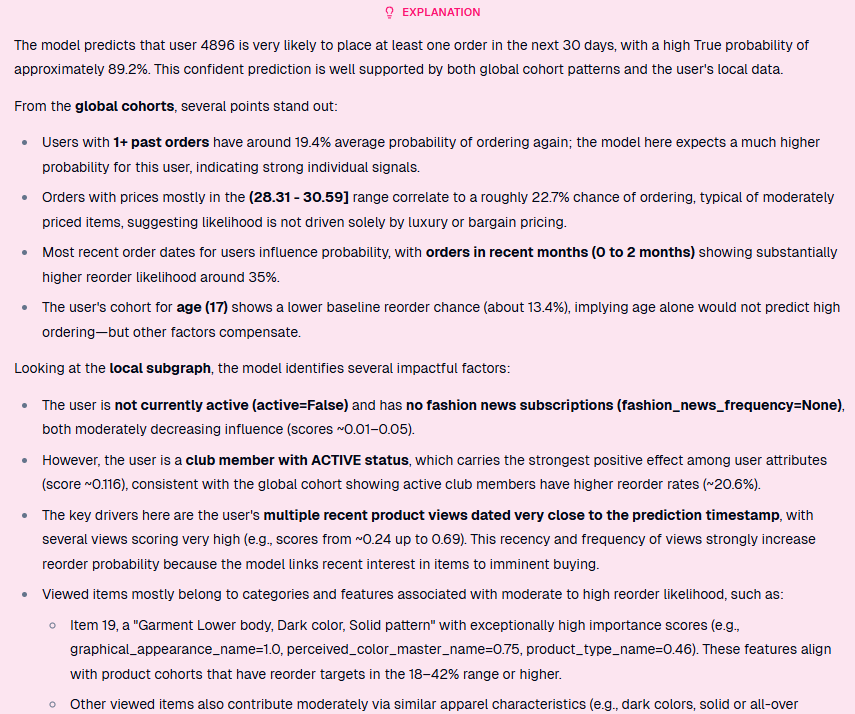 EXPLANATION
The model predicts that user 4896 is very likely to place at least one order in the next 30 days, with a high True probability of
approximately 89.2%. This confident prediction is well supported by both global cohort patterns and the user's local data.
From the global cohorts, several points stand out:
Users with 1+ past orders have around 19.4% average probability of ordering again; the model here expects a much higher
probability for this user, indicating strong individual signals.
Orders with prices mostly in the (28.31 - 30.59] range correlate to a roughly 22.7% chance of ordering, typical of moderately
priced items, suggesting likelihood is not driven solely by luxury or bargain pricing.
Most recent order dates for users influence probability, with orders in recent months (0 to 2 months) showing substantially
higher reorder likelihood around 35%.
The user's cohort for age (17) shows a lower baseline reorder chance (about 13.4%), implying age alone would not predict high
ordering—but other factors compensate.
Looking at the local subgraph, the model identifies several impactful factors:
The user is not currently active (active=False) and has no fashion news subscriptions (fashion_news_frequency=None),
both moderately decreasing influence (scores ~0.01–0.05).
However, the user is a club member with ACTIVE status, which carries the strongest positive effect among user attributes
(score ~0.116), consistent with the global cohort showing active club members have higher reorder rates (~20.6%).
The key drivers here are the user's multiple recent product views dated very close to the prediction timestamp, with
several views scoring very high (e.g., scores from ~0.24 up to 0.69). This recency and frequency of views strongly increase
reorder probability because the model links recent interest in items to imminent buying.
Viewed items mostly belong to categories and features associated with moderate to high reorder likelihood, such as:
Item 19, a "Garment Lower body, Dark color, Solid pattern" with exceptionally high importance scores (e.g.,
graphical_appearance_name=1.0, perceived_color_master_name=0.75, product_type_name=0.46). These features align
with product cohorts that have reorder targets in the 18–42% range or higher.
Other viewed items also contribute moderately via similar apparel characteristics (e.g., dark colors, solid or all-over